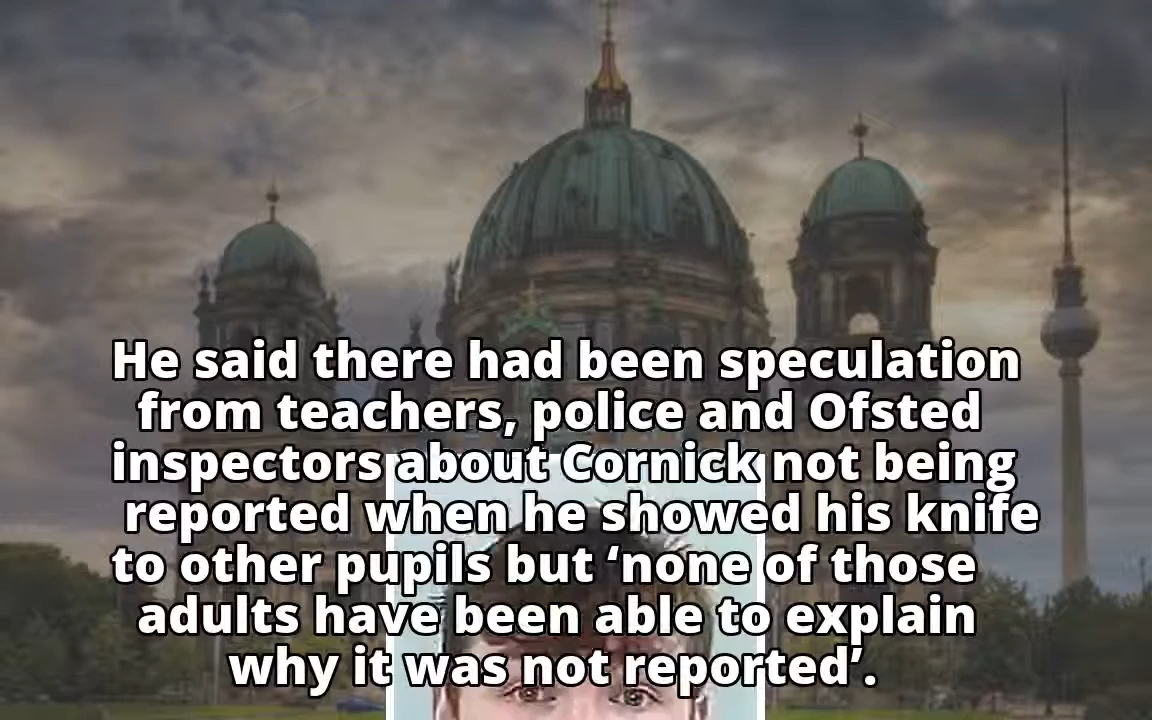 He said there had been speculation
from teachers, police and Ofsted
inspectors about Cornick not being
reported when he showed his knife
to other pupils but ‘none of those
adults have been able to explain
why it was not reported’.